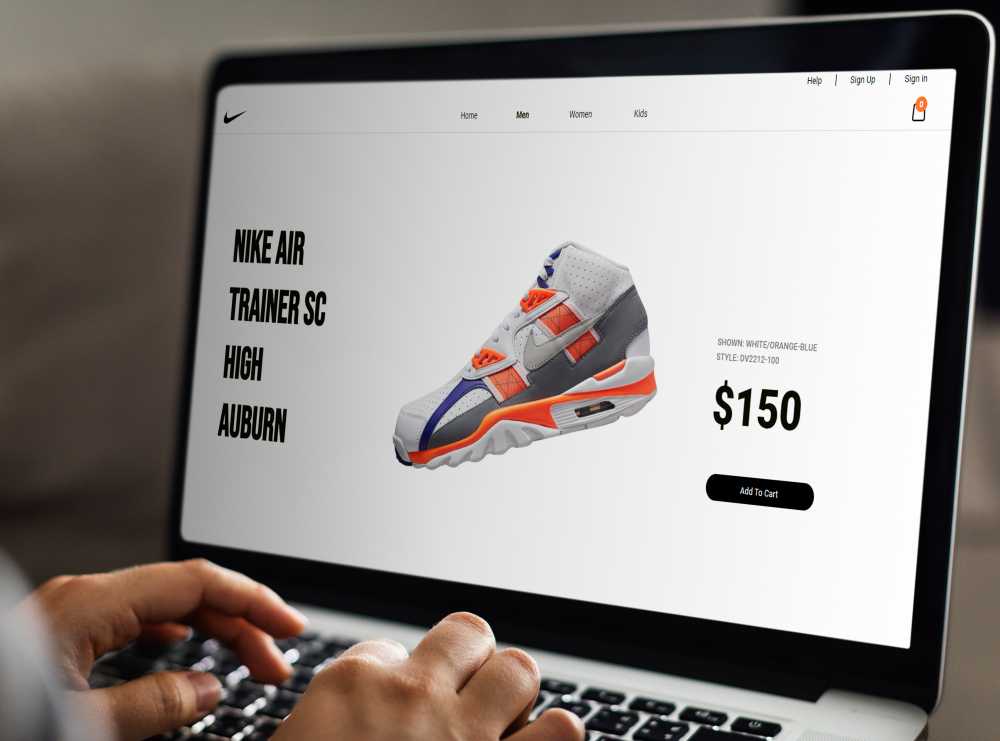 Help | Sign Up | Sign in
0
Home Men Women Kids
NIKE AIR
TRAINER SC
HIGH
AUBURN
SHOWN: WHITE/ORANGE-BLUE
STYLE: DV2212-100
$150
Add To Cart